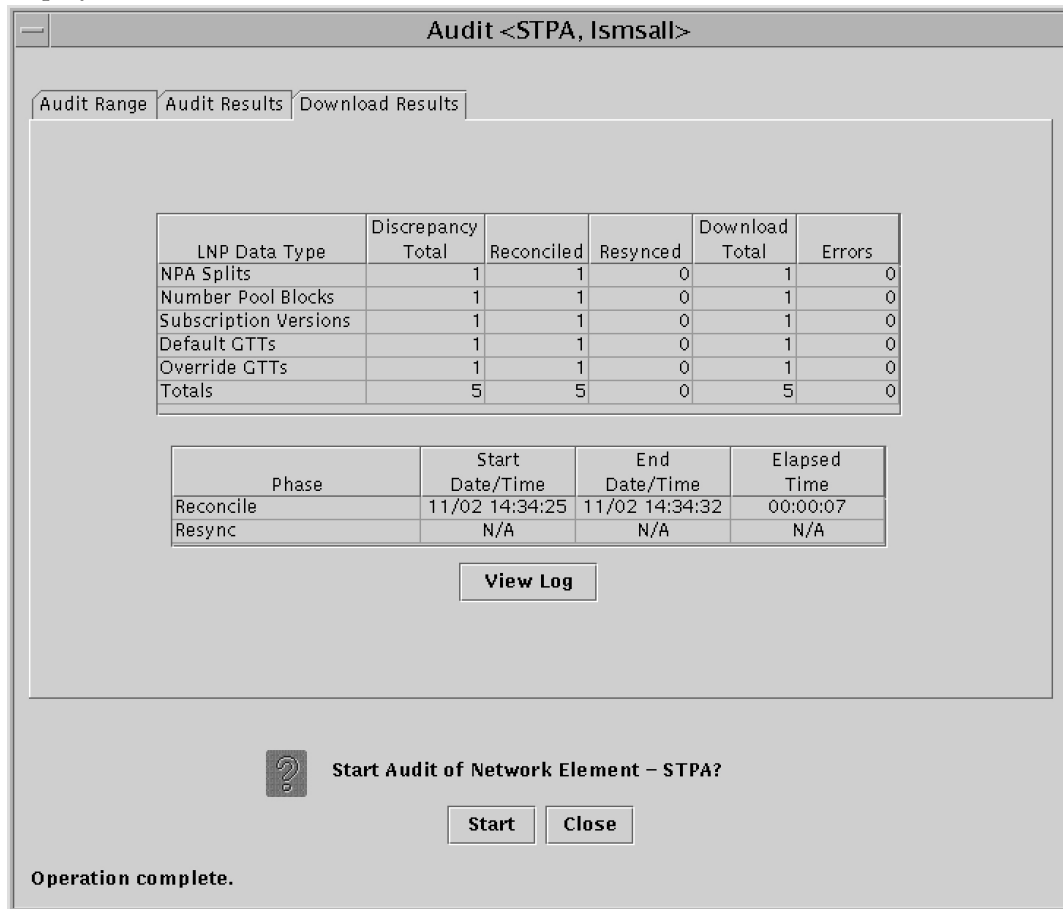 Audit <STPA, lsmsall>
Audit Range Audit Results Download Results
LNP Data Type Discrepancy Total Reconciled Resynced Download Total Errors
NPA Splits 1 1 0 1 0
Number Pool Blocks 1 1 0 1 0
Subscription Versions 1 1 0 1 0
Default GTTs 1 1 0 1 0
Override GTTs 1 1 0 1 0
Totals 5 5 0 5 0
Phase Start Date/Time End Date/Time Elapsed Time
Reconcile 11/02 14:34:25 11/02 14:34:32 00:00:07
Resync N/A N/A N/A
View Log
Start Audit of Network Element – STPA?
Start Close
Operation complete.